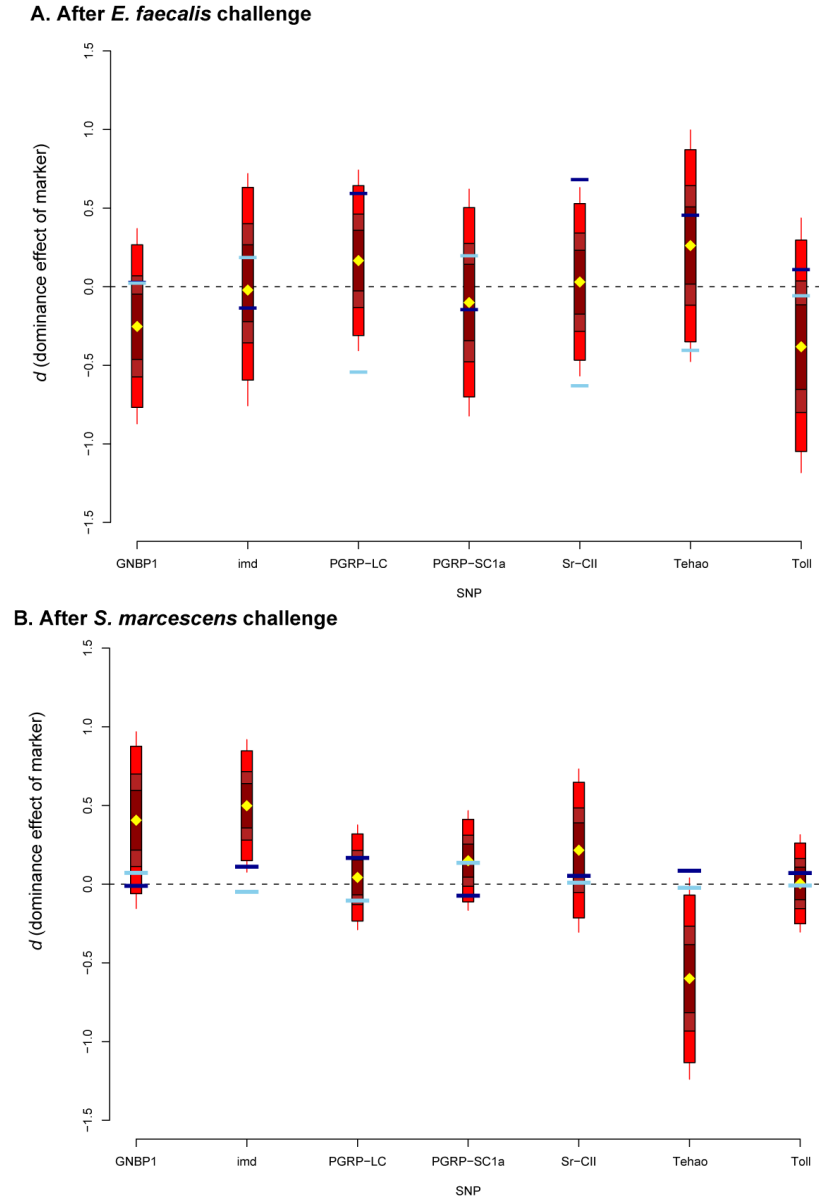 A. After E. faecalis challenge
1.5
1.0
0.5
0.0
−0.5
−1.0
−1.5
d (dominance effect of marker)
GNBP1 imd PGRP−LC PGRP−SC1a Sr−CII Tehao Toll
SNP
B. After S. marcescens challenge
1.5
1.0
0.5
0.0
−0.5
−1.0
−1.5
d (dominance effect of marker)
GNBP1 imd PGRP−LC PGRP−SC1a Sr−CII Tehao Toll
SNP